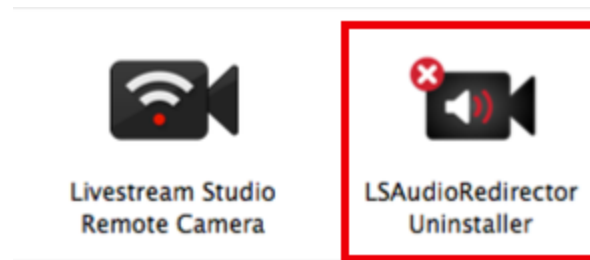 Livestream Studio
Remote Camera
LSAudioRedirector
Uninstaller